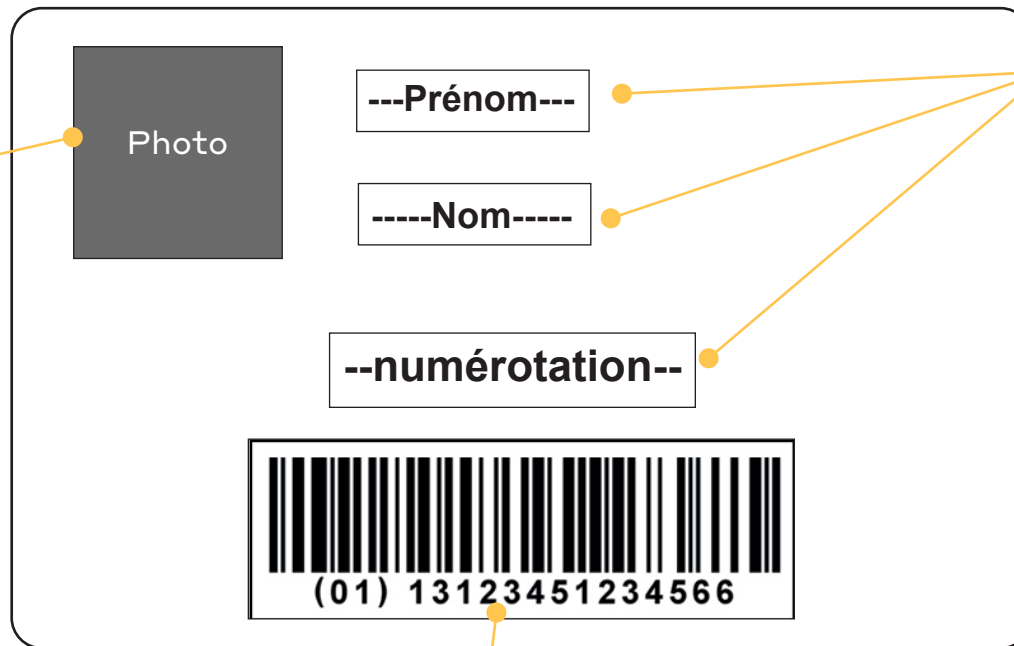 ---Prénom---
Photo
-----Nom-----
--numérotation--
(01) 13123451234566